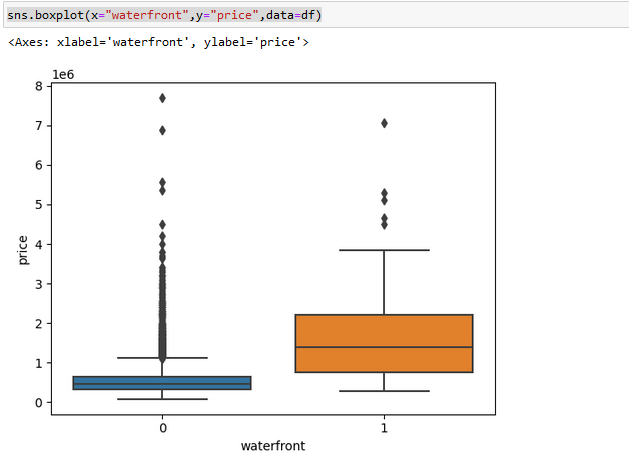 sns.boxplot(x="waterfront",y="price",data=df)
<Axes: xlabel='waterfront', ylabel='price'>
1e6
8
7
6
5
4
3
2
1
0
price
0 1
waterfront